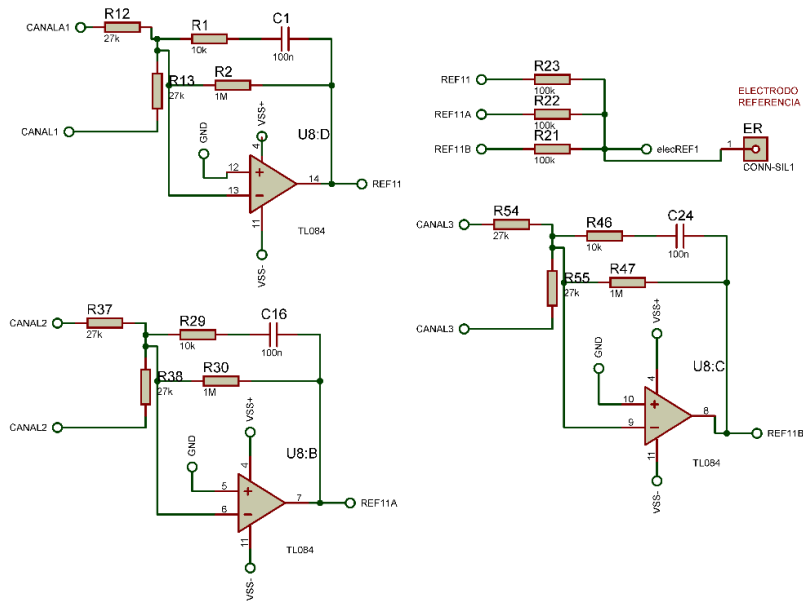 R12
CANALA1
27k
R1
10k
C1
100n
R13
27k
R2
1M
CANAL1
GND
VSS+
4
U8:D
12
13
14
REF11
11
TL084
VSS-
REF11
R23
100k
REF11A
R22
100k
REF11B
R21
100k
elecREF1
ELECTRODO
REFERENCIA
ER
1
CONN-SIL1
CANAL3
R54
27k
R46
10k
C24
100n
R55
27k
R47
1M
CANAL3
GND
VSS+
4
U8:C
10
9
8
REF11B
11
TL084
VSS-
CANAL2
R37
27k
R29
10k
C16
100n
R38
27k
R30
1M
CANAL2
GND
VSS+
4
U8:B
5
6
7
REF11A
11
TL084
VSS-